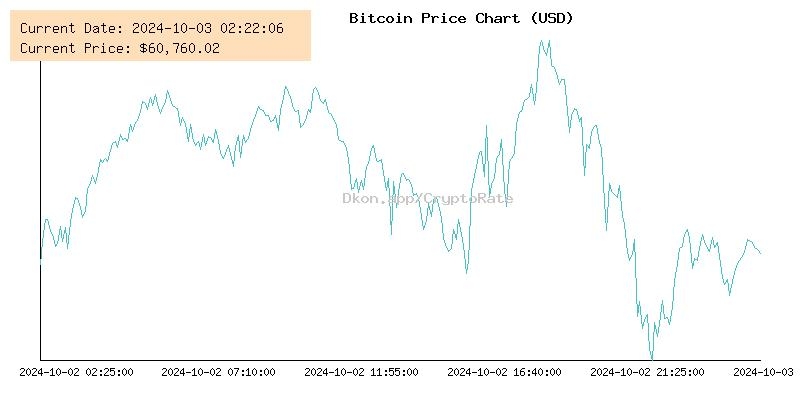 Bitcoin Price Chart (USD)
Current Date: 2024-10-03 02:22:06
Current Price: $60,760.02
Dkon.app/CryptoRate
2024-10-02 02:25:00 2024-10-02 07:10:00 2024-10-02 11:55:00 2024-10-02 16:40:00 2024-10-02 21:25:00 2024-10-03